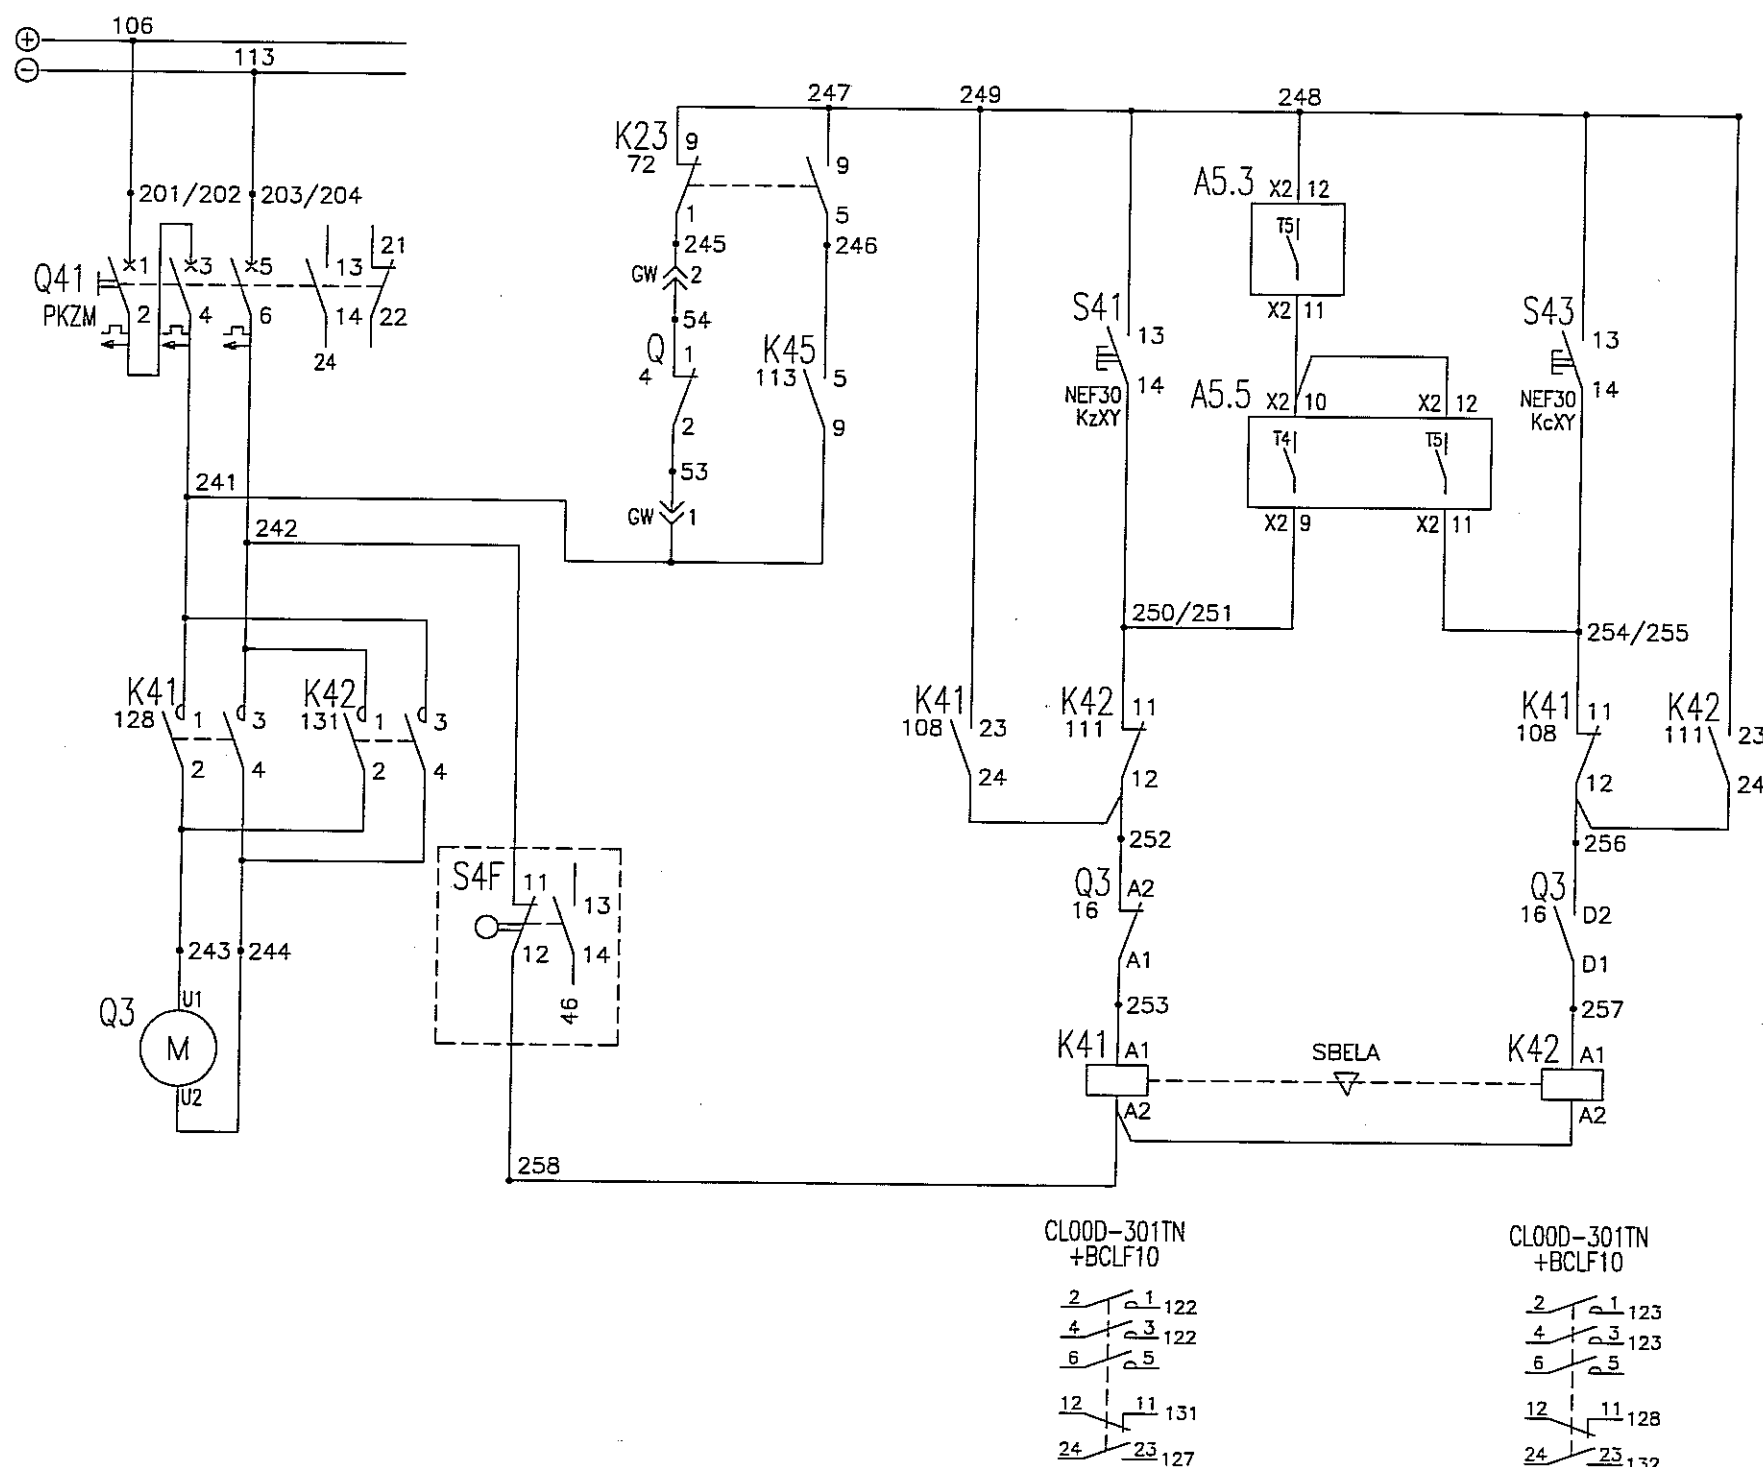 106
+
113
−
247
249
248
K23 9
72
9
A5.3 X2 12
201/202
203/204
1
5
T5
245
246
21
Q41
1
3
5
13
GW 2
PKZM
2
4
6
14
22
X2 11
S41
13
S43
13
54
24
Q 1
4
K45
113 5
14
14
NEF30
KzXY
A5.5 X2 10
X2 12
NEF30
KcXY
2
9
T4
T5
53
241
GW 1
X2 9
X2 11
242
250/251
254/255
K41
128 1
3
K42
131 1
3
K41
108 23
K42
111 11
K41
108 11
K42
111 23
2
4
2
4
24
12
12
24
252
256
S4F 11
13
Q3 A2
16
Q3
16 D2
12
14
A1
D1
243
244
46
253
257
Q3
U1
M
U2
K41 A1
SBELA
K42 A1
A2
A2
258
CL00D-301TN
+BCLF10
CL00D-301TN
+BCLF10
2 1 122
4 3 122
6 5
12 11 131
24 23 127
2 1 123
4 3 123
6 5
12 11 128
24 23 132